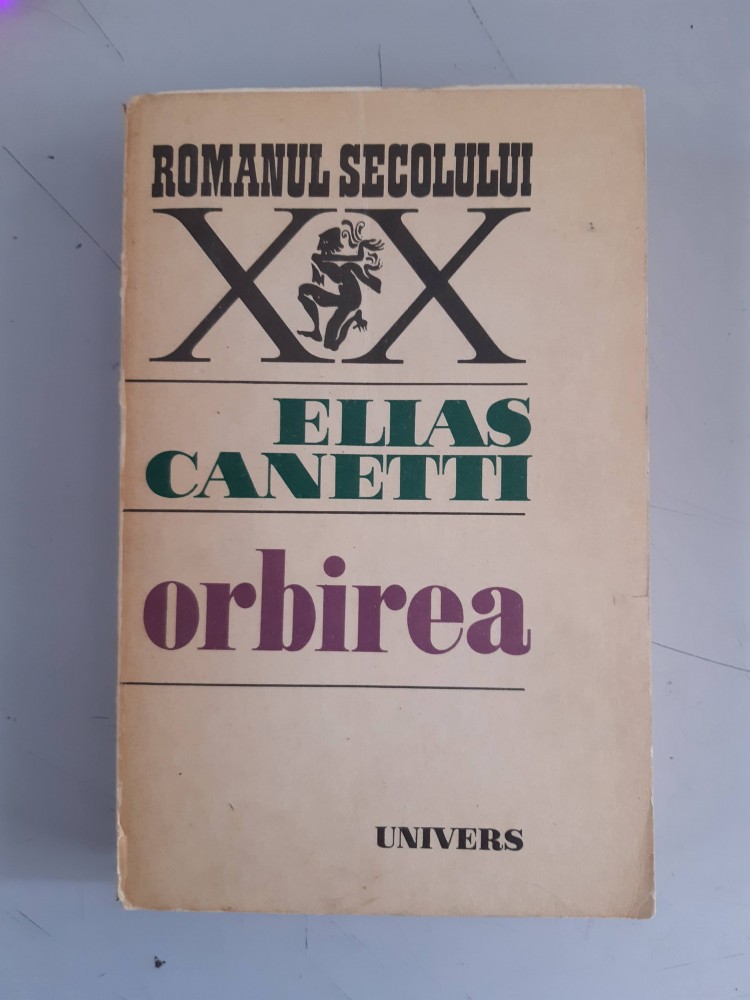 ROMANUL SECOLULUI
XX
ELIAS
CANETTI
orbirea
UNIVERS